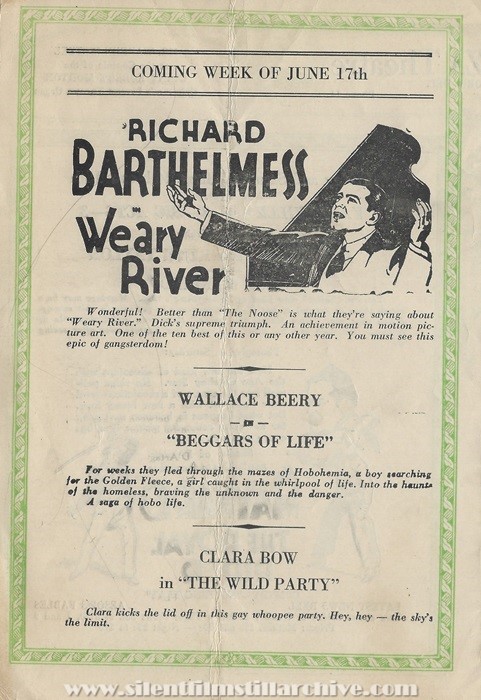 COMING WEEK OF JUNE 17th
RICHARD
BARTHELMESS
IN
Weary
River
Wonderful! Better than "The Noose" is what they're saying about
"Weary River." Dick's supreme triumph. An achievement in motion pic-
ture art. One of the ten best of this or any other year. You must see this
epic of gangsterdom!
WALLACE BEERY
— IN —
"BEGGARS OF LIFE"
For weeks they fled through the mazes of Hobohemia, a boy searching
for the Golden Fleece, a girl caught in the whirlpool of life. Into the haunts
of the homeless, braving the unknown and the danger.
A saga of hobo life.
CLARA BOW
in "THE WILD PARTY"
Clara kicks the lid off in this gay whoopee party. Hey, hey — the sky's
the limit.
www.silentfilmstillarchive.com